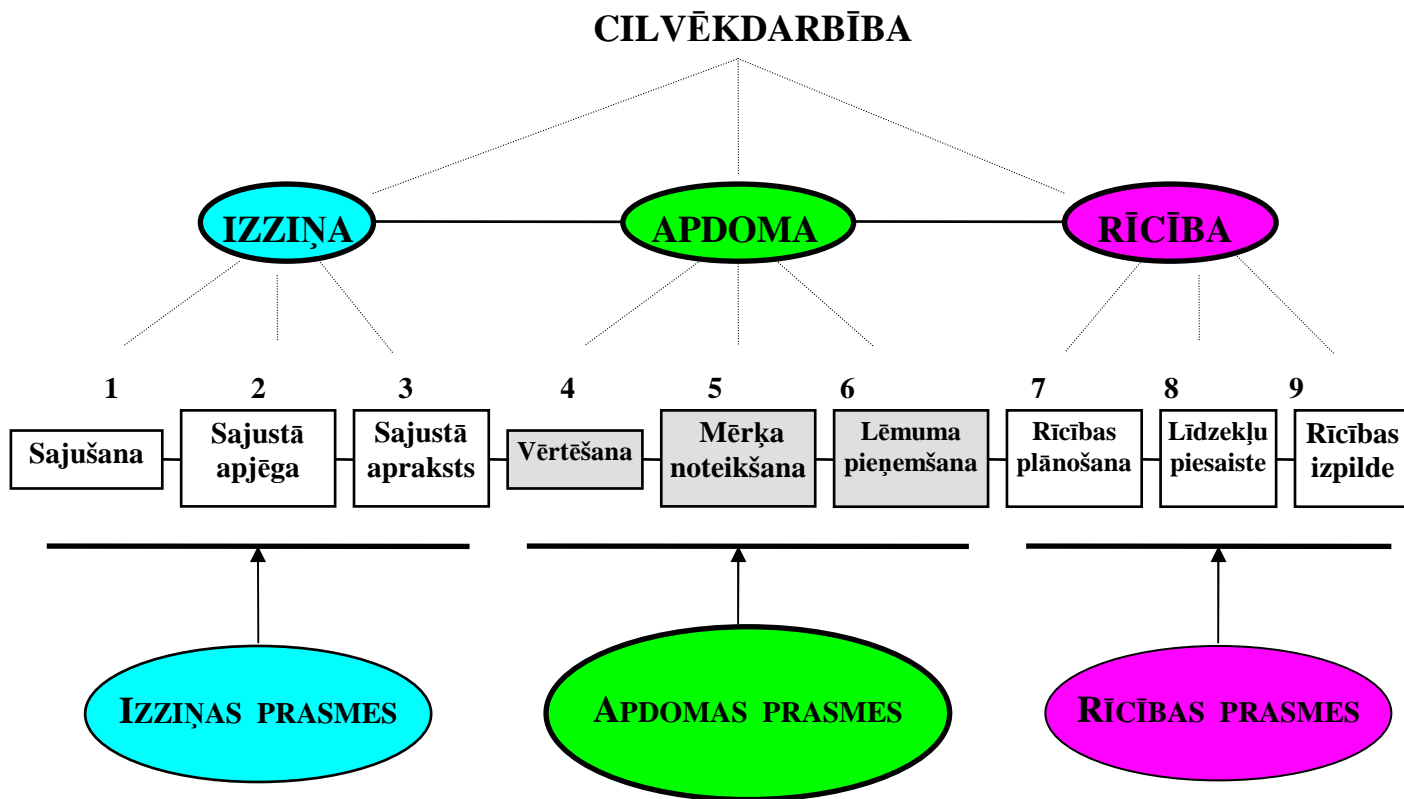 CILVĒKDARBĪBA
IZZIŅA
APDOMA
RĪCĪBA
1
2
3
4
5
6
7
8
9
Sajušana
Sajustā
apjēga
Sajustā
apraksts
Vērtēšana
Mērķa
noteikšana
Lēmuma
pieņemšana
Rīcības
plānošana
Līdzekļu
piesaiste
Rīcības
izpilde
IZZIŅAS PRASMES
APDOMAS PRASMES
RĪCĪBAS PRASMES